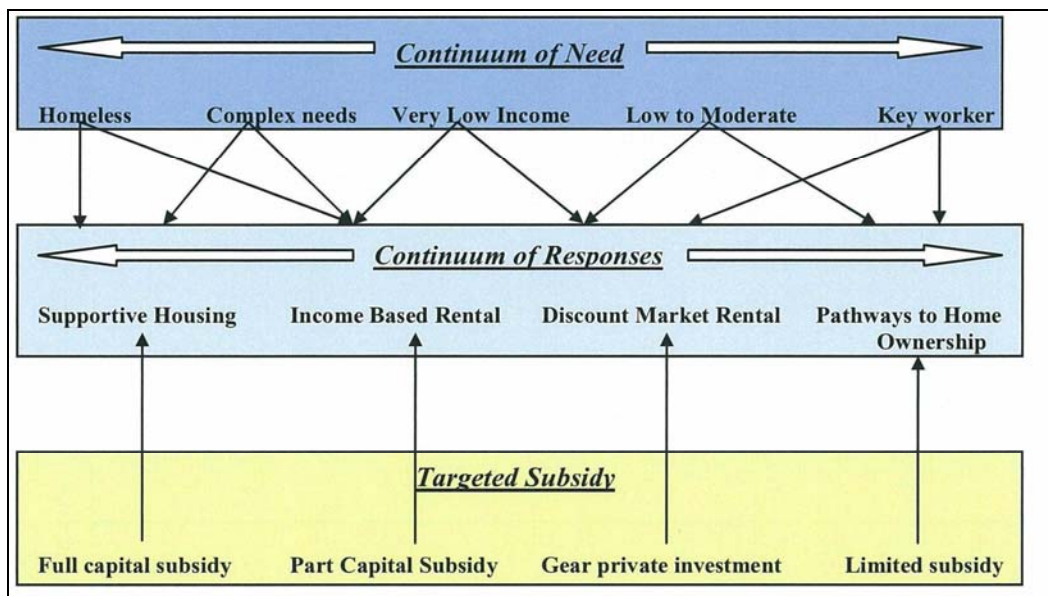 Continuum of Need
Homeless Complex needs Very Low Income Low to Moderate Key worker
Continuum of Responses
Supportive Housing Income Based Rental Discount Market Rental Pathways to Home
Ownership
Targeted Subsidy
Full capital subsidy Part Capital Subsidy Gear private investment Limited subsidy